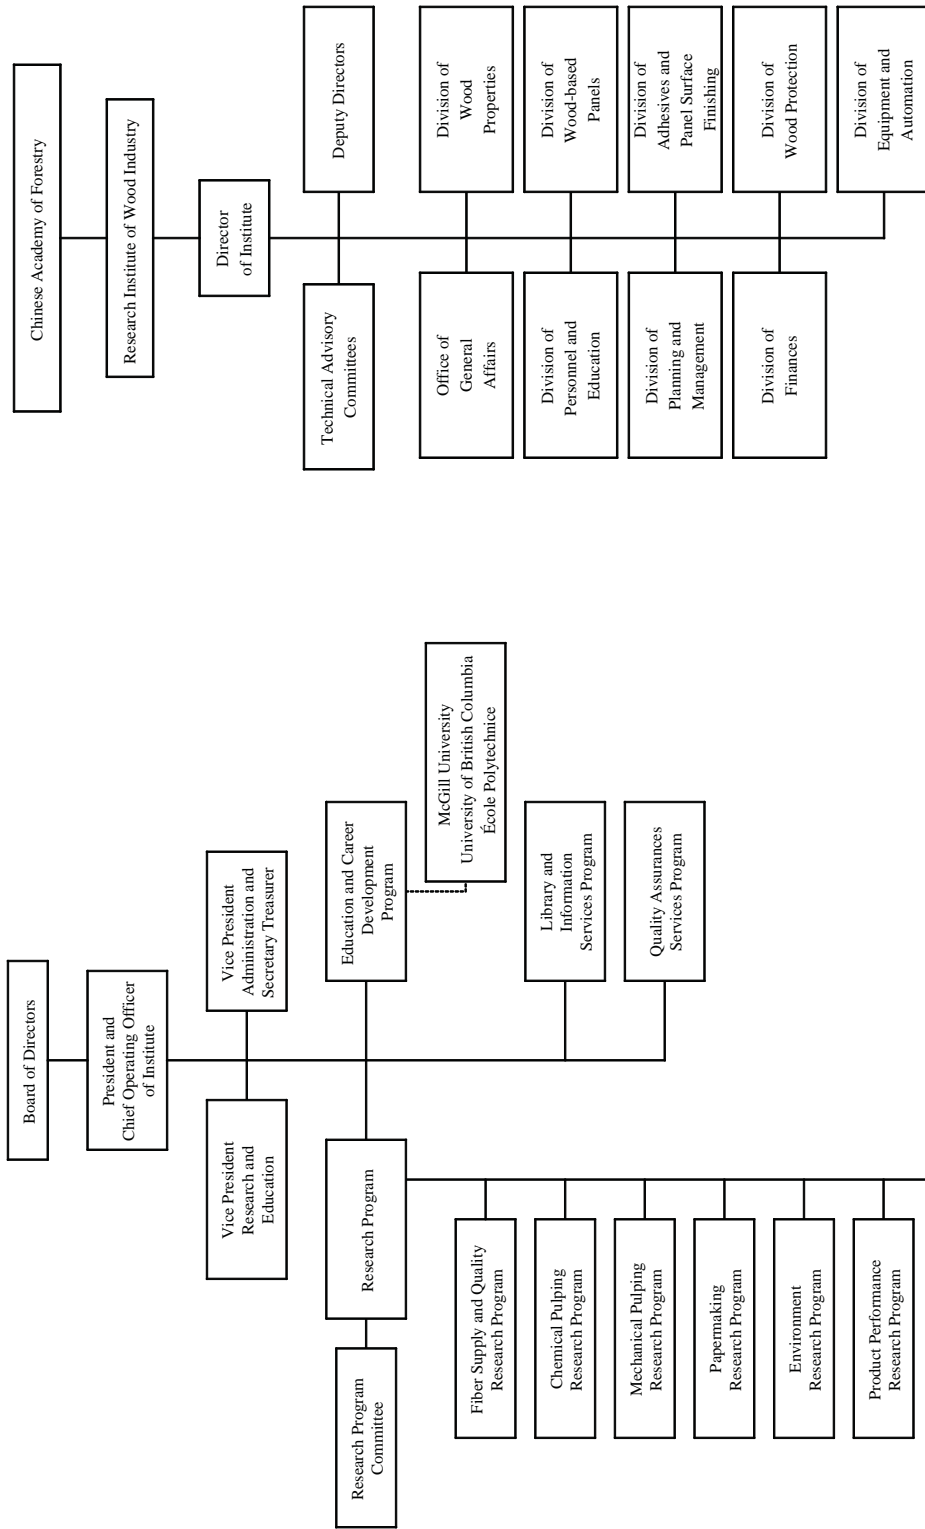 Board of Directors
President and
Chief Operating Officer
of Institute
Vice President
Research and
Education
Vice President
Administration and
Secretary Treasurer
Research Program
Committee
Research Program
Education and Career
Development
Program
McGill University
University of British Columbia
École Polytechnice
Fiber Supply and Quality
Research Program
Chemical Pulping
Research Program
Mechanical Pulping
Research Program
Papermaking
Research Program
Environment
Research Program
Product Performance
Research Program
Library and
Information
Services Program
Quality Assurances
Services Program
Chinese Academy of Forestry
Research Institute of Wood Industry
Director
of Institute
Technical Advisory
Committees
Deputy Directors
Office of
General
Affairs
Division of
Wood
Properties
Division of
Personnel and
Education
Division of
Wood-based
Panels
Division of
Planning and
Management
Division of
Adhesives and
Panel Surface
Finishing
Division of
Finances
Division of
Wood Protection
Division of
Equipment and
Automation